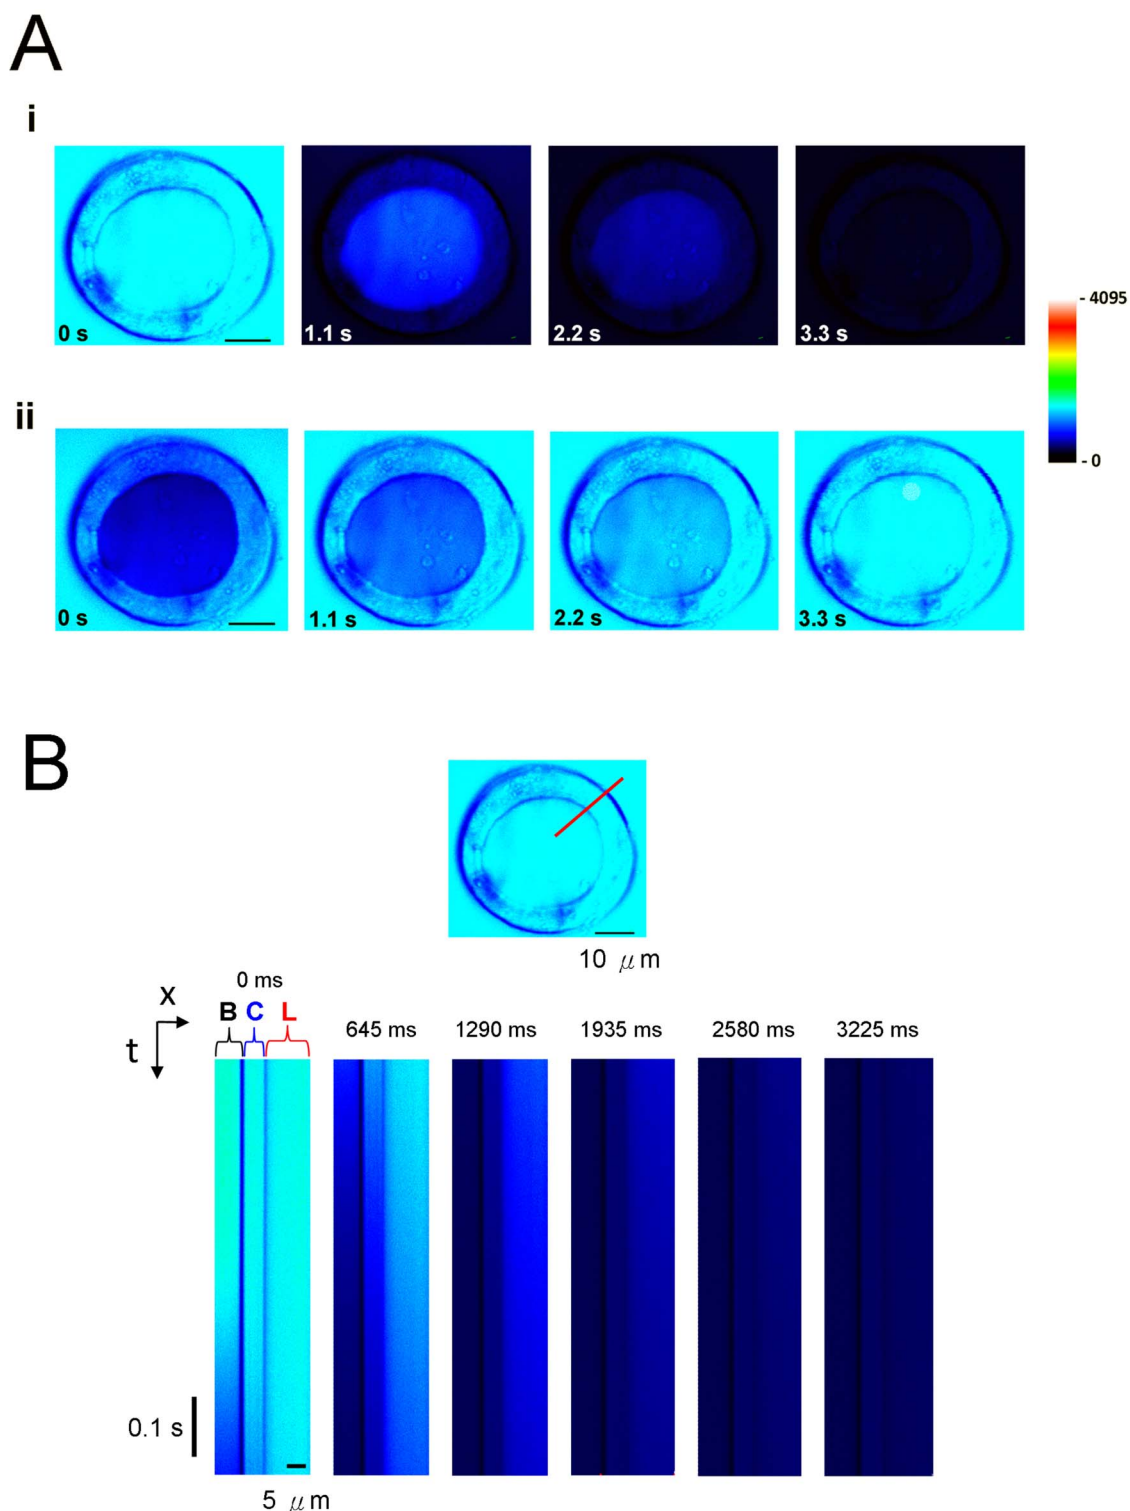 A
i
0 s
1.1 s
2.2 s
3.3 s
- 4095
- 0
ii
0 s
1.1 s
2.2 s
3.3 s
B
10 μm
0 ms
x
B C L
645 ms
1290 ms
1935 ms
2580 ms
3225 ms
t
0.1 s
5 μm